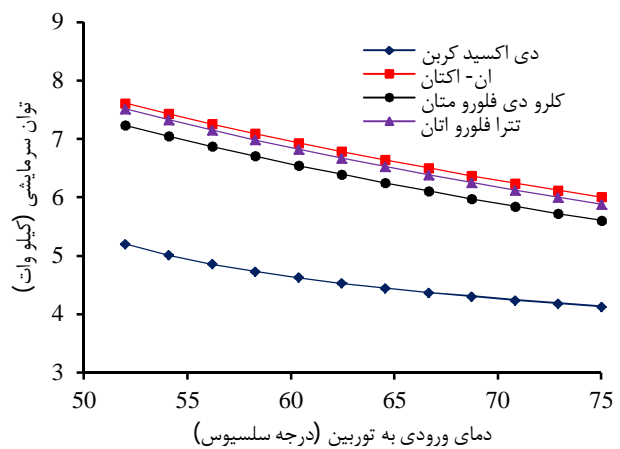 9
8
7
6
5
4
3
50 55 60 65 70 75
توان سرمایشی (کیلو وات)
دمای ورودی به توربین (درجه سلسیوس)
دی اکسید کربن
ان- اکتان
کلرو دی فلورو متان
تترا فلورو اتان